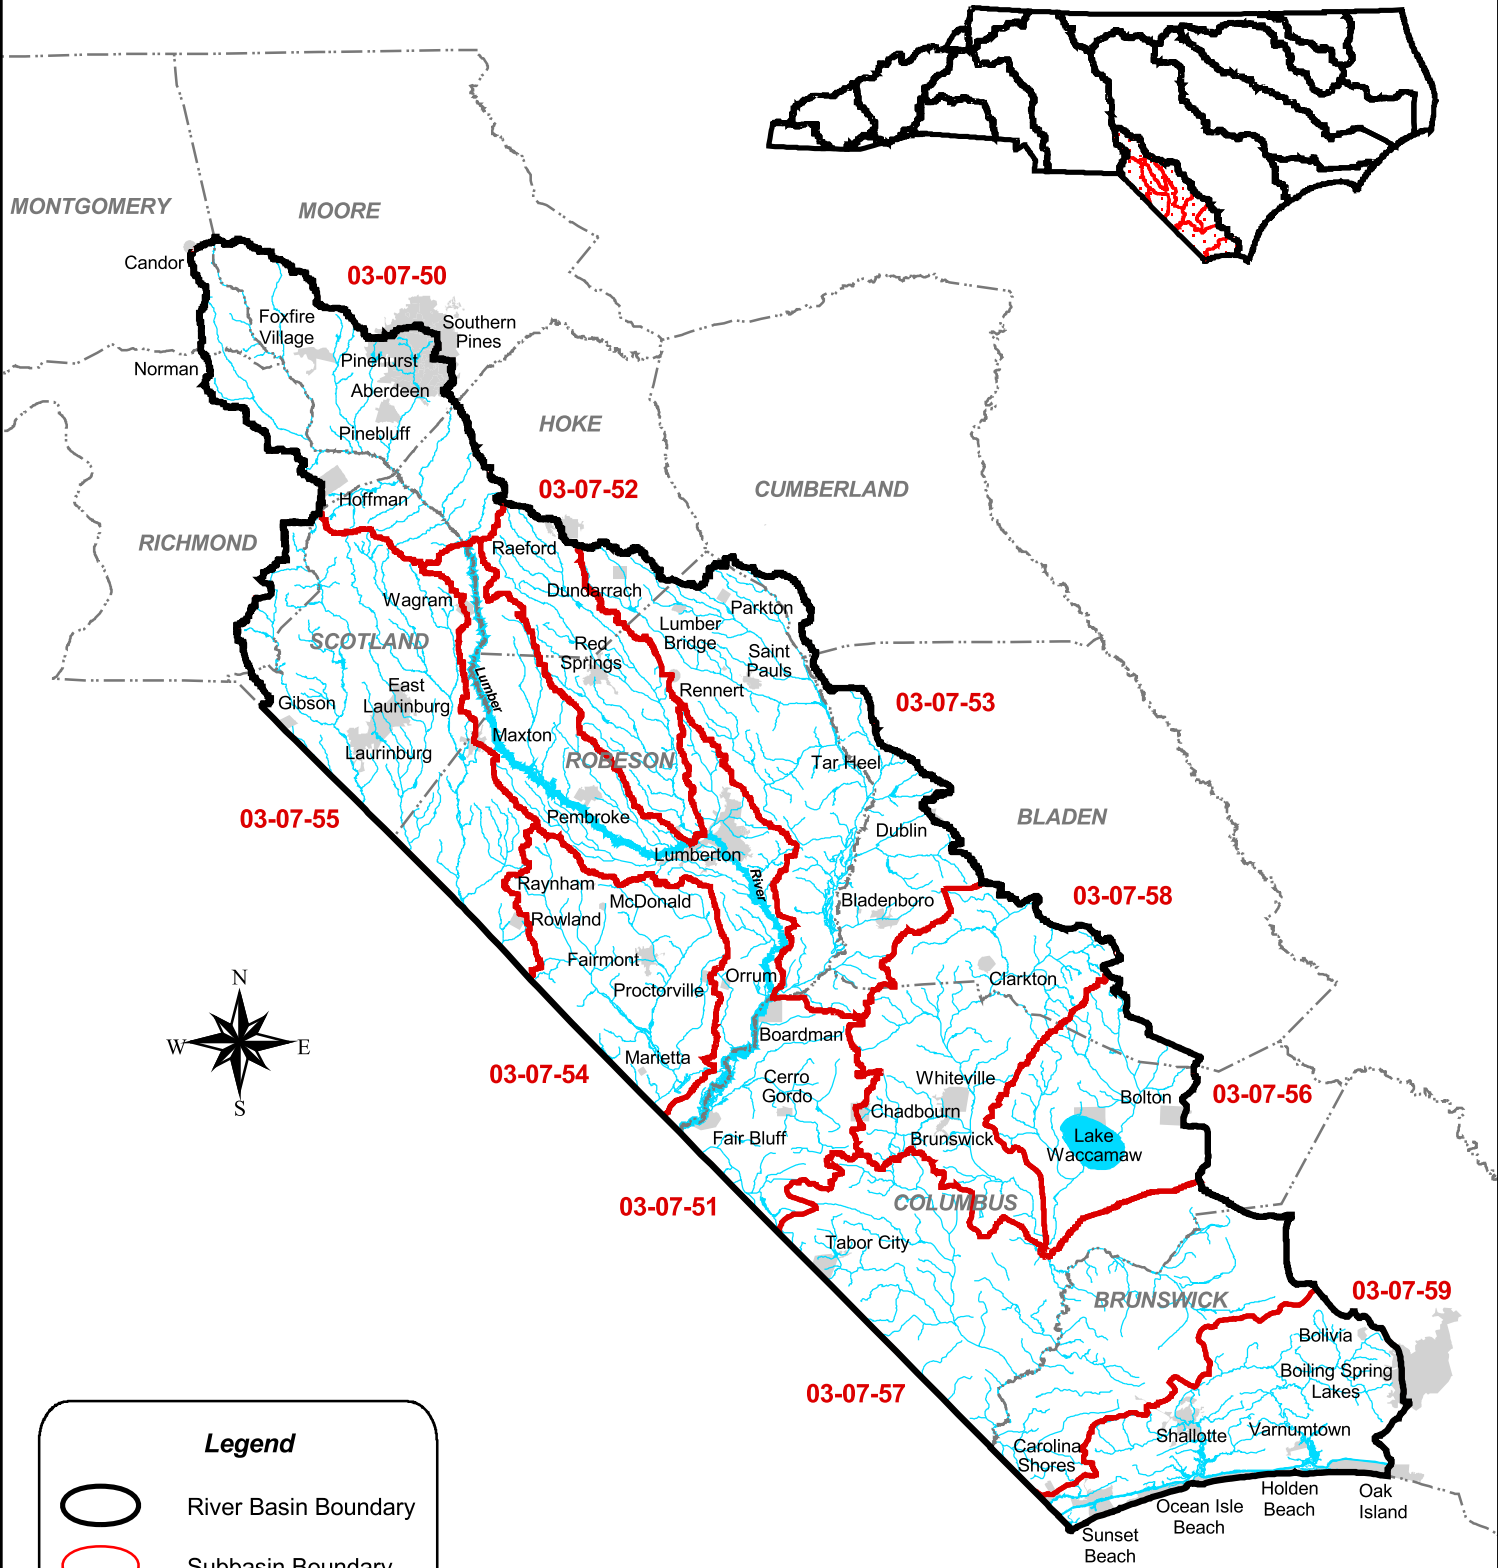 MONTGOMERY
MOORE
Candor
03-07-50
Foxfire
Village
Southern
Pines
Pinehurst
Norman
Aberdeen
Pinebluff
HOKE
Hoffman
03-07-52
CUMBERLAND
RICHMOND
Raeford
Dundarrach
Wagram
Parkton
Lumber
Bridge
SCOTLAND
Red
Springs
Saint
Pauls
East
Laurinburg
Lumber
Rennert
Gibson
03-07-53
Maxton
Laurinburg
ROBESON
Tar Heel
03-07-55
Pembroke
BLADEN
Dublin
Lumberton
River
Raynham
McDonald
Bladenboro
03-07-58
Rowland
Fairmont
Orrum
Proctorville
Clarkton
N
W
E
S
Boardman
Marietta
03-07-54
Cerro
Gordo
Whiteville
Bolton
03-07-56
Chadbourn
Fair Bluff
Brunswick
Lake
Waccamaw
03-07-51
COLUMBUS
Tabor City
BRUNSWICK
03-07-59
Bolivia
Boiling Spring
Lakes
03-07-57
Carolina
Shores
Shallotte
Varnumtown
Ocean Isle
Beach
Holden
Beach
Oak
Island
Sunset
Beach
Legend
River Basin Boundary
Subbasin Boundary